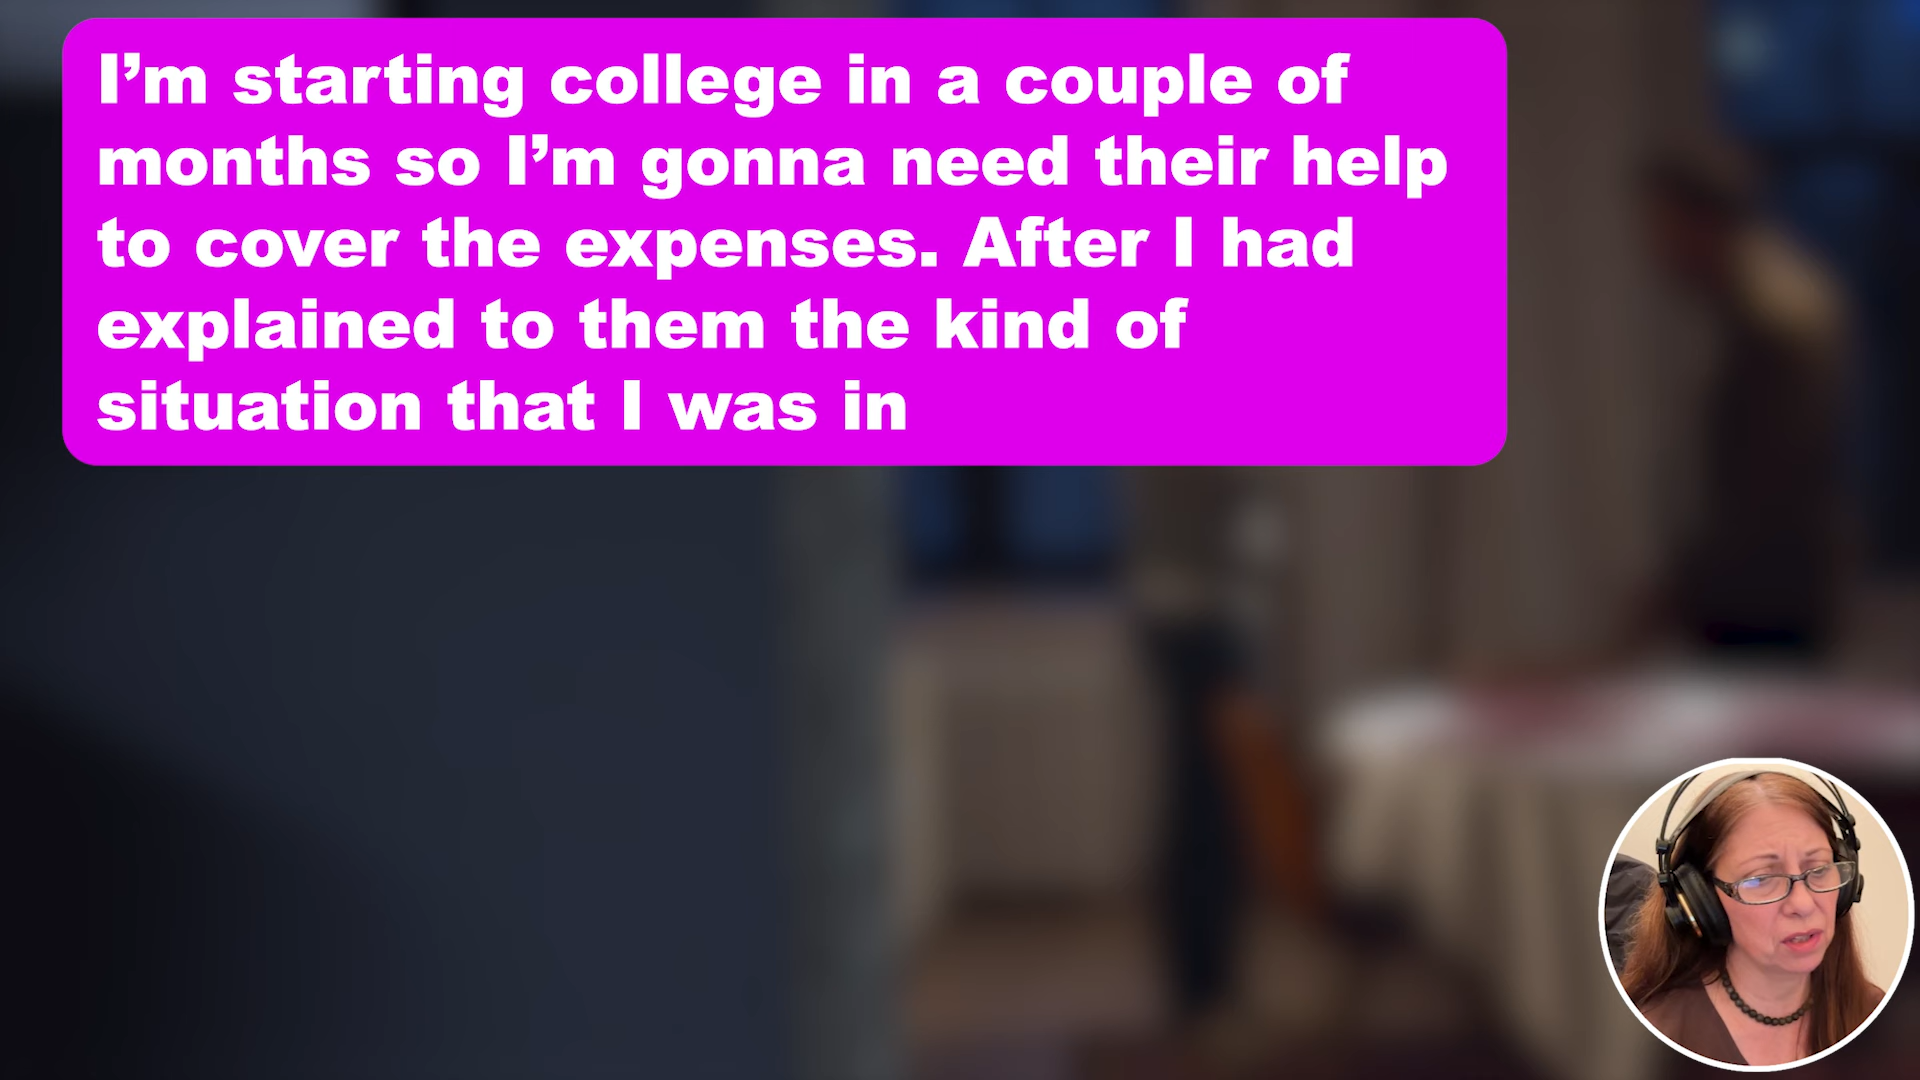 I’m starting college in a couple of
months so I’m gonna need their help
to cover the expenses. After I had
explained to them the kind of
situation that I was in